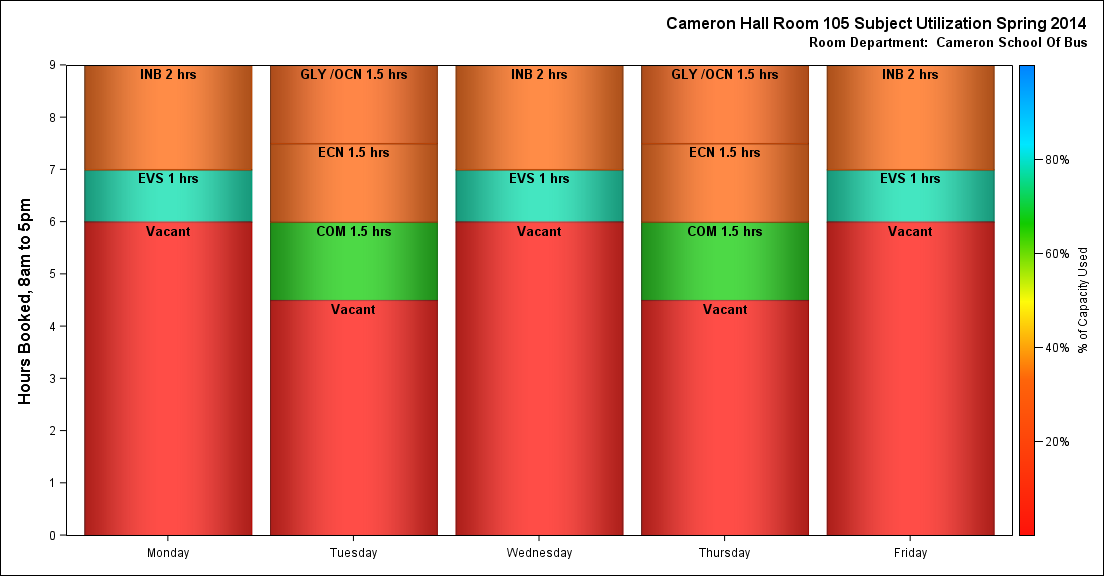 Cameron Hall Room 105 Subject Utilization Spring 2014
Room Department:  Cameron School Of Bus
Hours Booked, 8am to 5pm
9
8
7
6
5
4
3
2
1
0
INB 2 hrs
EVS 1 hrs
Vacant
GLY /OCN 1.5 hrs
ECN 1.5 hrs
COM 1.5 hrs
Vacant
INB 2 hrs
EVS 1 hrs
Vacant
GLY /OCN 1.5 hrs
ECN 1.5 hrs
COM 1.5 hrs
Vacant
INB 2 hrs
EVS 1 hrs
Vacant
Monday
Tuesday
Wednesday
Thursday
Friday
80%
60%
40%
20%
% of Capacity Used